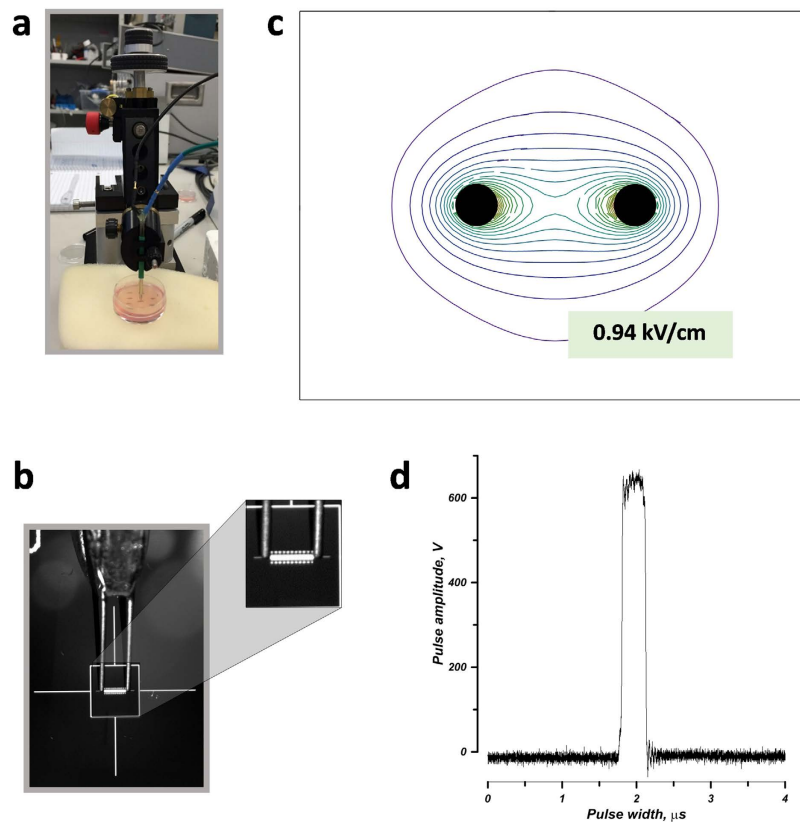 a
c
0.94 kV/cm
b
d
Pulse amplitude, V
600
400
200
0
0
1
2
3
4
Pulse width, μs